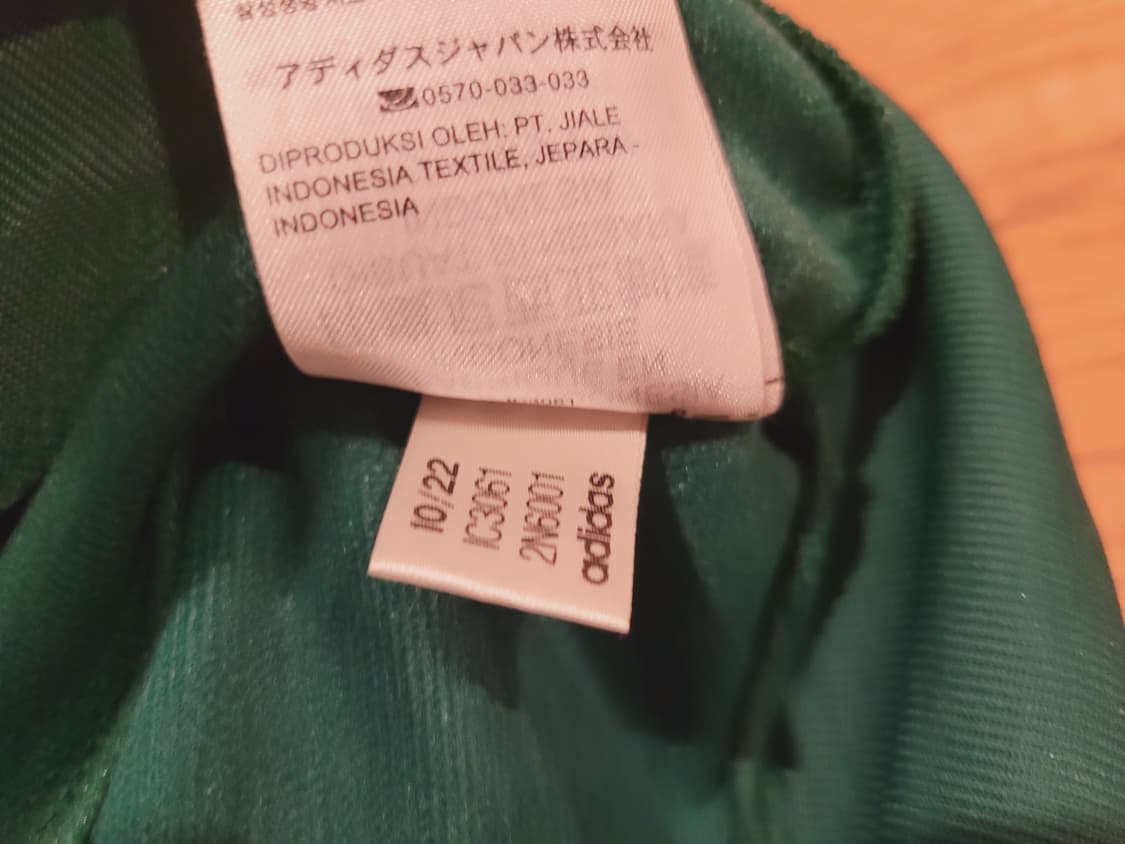 アディダスジャパン株式会社
0570-033-033
DIPRODUKSI OLEH: PT. JIALE
INDONESIA TEXTILE, JEPARA -
INDONESIA
10/22
IC3061
2N6001
adidas